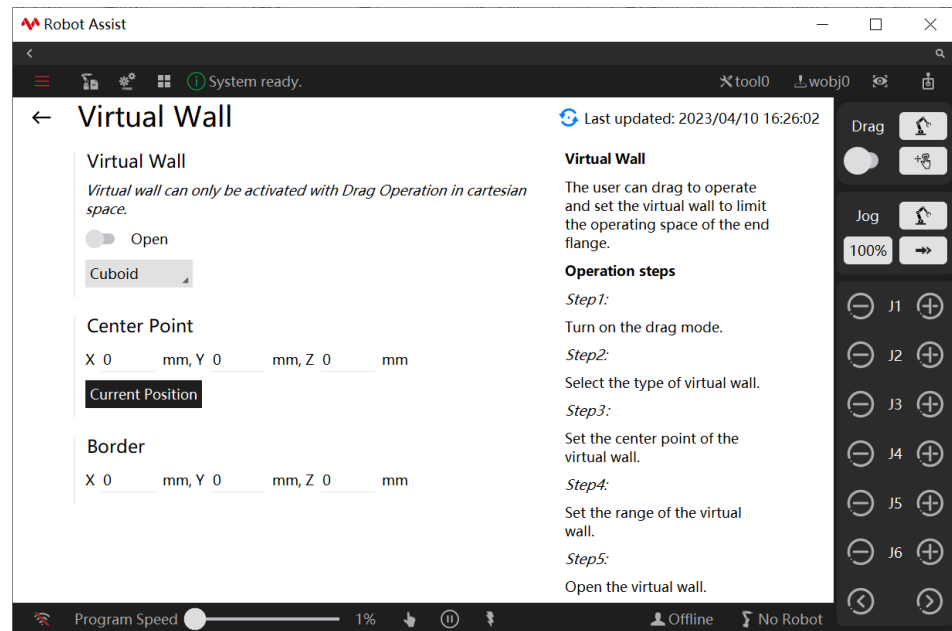 Robot Assist
System ready.
tool0
wobj0
Virtual Wall
Last updated: 2023/04/10 16:26:02
Virtual Wall
Virtual wall can only be activated with Drag Operation in cartesian
space.
Open
Cuboid
Center Point
X 0 mm, Y 0 mm, Z 0 mm
Current Position
Border
X 0 mm, Y 0 mm, Z 0 mm
Virtual Wall
The user can drag to operate
and set the virtual wall to limit
the operating space of the end
flange.
Operation steps
Step1:
Turn on the drag mode.
Step2:
Select the type of virtual wall.
Step3:
Set the center point of the
virtual wall.
Step4:
Set the range of the virtual
wall.
Step5:
Open the virtual wall.
Drag
Jog
100%
J1
J2
J3
J4
J5
J6
Program Speed 1%
Offline
No Robot